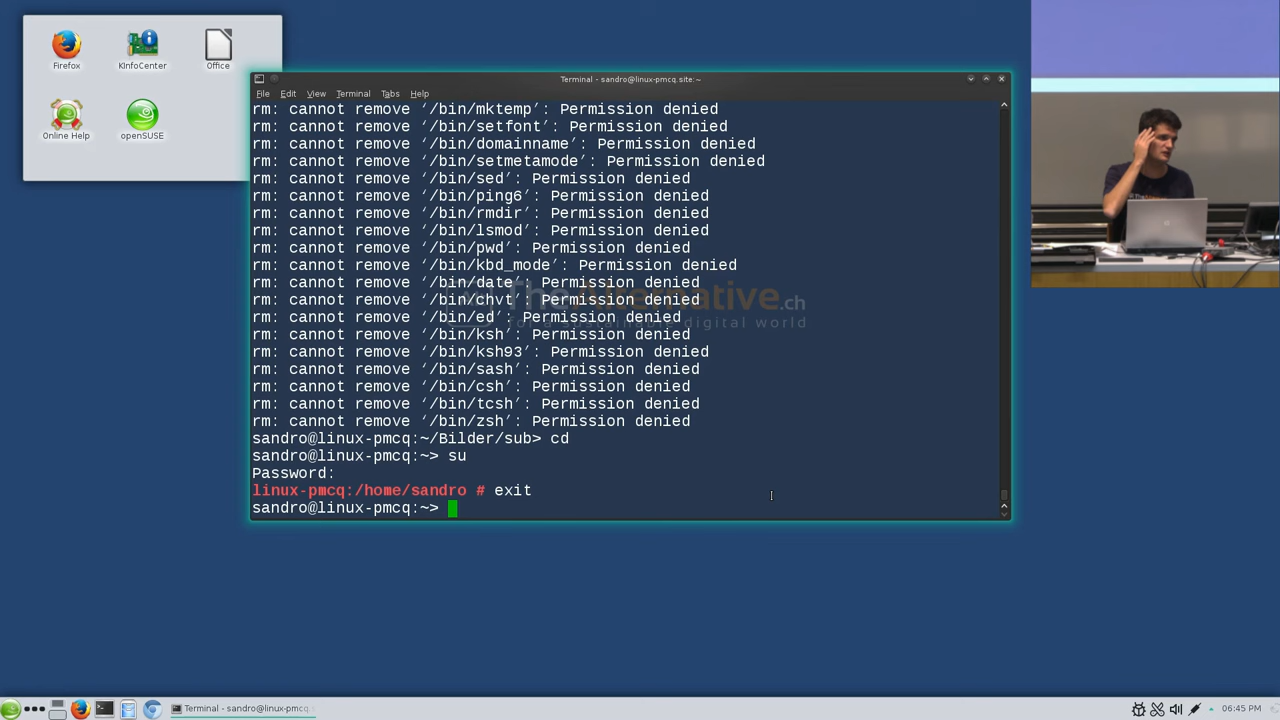 Firefox
KInfoCenter
Office
Online Help
openSUSE
Terminal - sandro@linux-pmcq.site:~
File Edit View Terminal Tabs Help
rm: cannot remove ‘/bin/mktemp’: Permission denied
rm: cannot remove ‘/bin/setfont’: Permission denied
rm: cannot remove ‘/bin/domainname’: Permission denied
rm: cannot remove ‘/bin/setmetamode’: Permission denied
rm: cannot remove ‘/bin/sed’: Permission denied
rm: cannot remove ‘/bin/ping6’: Permission denied
rm: cannot remove ‘/bin/rmdir’: Permission denied
rm: cannot remove ‘/bin/lsmod’: Permission denied
rm: cannot remove ‘/bin/pwd’: Permission denied
rm: cannot remove ‘/bin/kbd_mode’: Permission denied
rm: cannot remove ‘/bin/date’: Permission denied
rm: cannot remove ‘/bin/chvt’: Permission denied
rm: cannot remove ‘/bin/ed’: Permission denied
rm: cannot remove ‘/bin/ksh’: Permission denied
rm: cannot remove ‘/bin/ksh93’: Permission denied
rm: cannot remove ‘/bin/sash’: Permission denied
rm: cannot remove ‘/bin/csh’: Permission denied
rm: cannot remove ‘/bin/tcsh’: Permission denied
rm: cannot remove ‘/bin/zsh’: Permission denied
sandro@linux-pmcq:~/Bilder/sub> cd
sandro@linux-pmcq:~> su
Password:
linux-pmcq:/home/sandro # exit
sandro@linux-pmcq:~>
TheAlternative.ch
for a sustainable digital world
Terminal - sandro@linux-pmcq.
06:45 PM